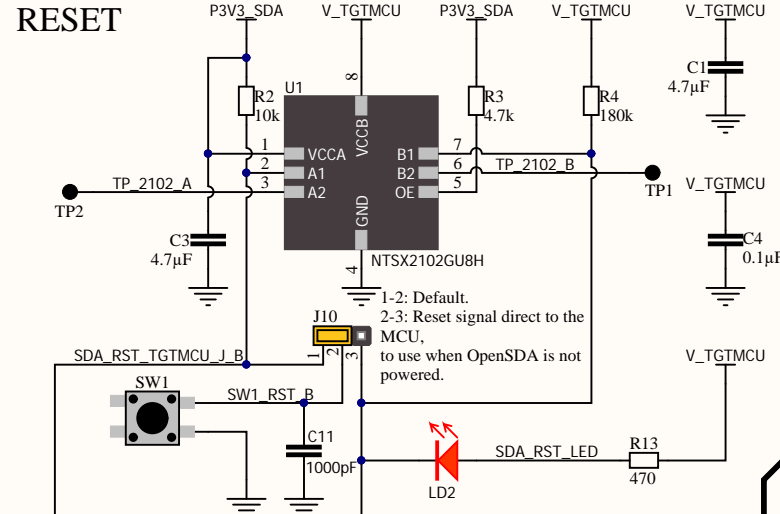 RESET
P3V3_SDA
V_TGTMCU
P3V3_SDA
V_TGTMCU
V_TGTMCU
U1
8
C1
4.7µF
R2
10k
R3
4.7k
R4
180k
VCCB
1
VCCA
B1
7
2
A1
B2
6
TP_2102_B
3
A2
OE
5
TP_2102_A
TP2
TP1
V_TGTMCU
GND
C3
4.7µF
C4
0.1µF
4
NTSX2102GU8H
1-2: Default.
2-3: Reset signal direct to the
MCU,
to use when OpenSDA is not
powered.
J10
1
2
3
SDA_RST_TGTMCU_J_B
V_TGTMCU
SW1
SW1_RST_B
C11
1000pF
SDA_RST_LED
R13
470
LD2